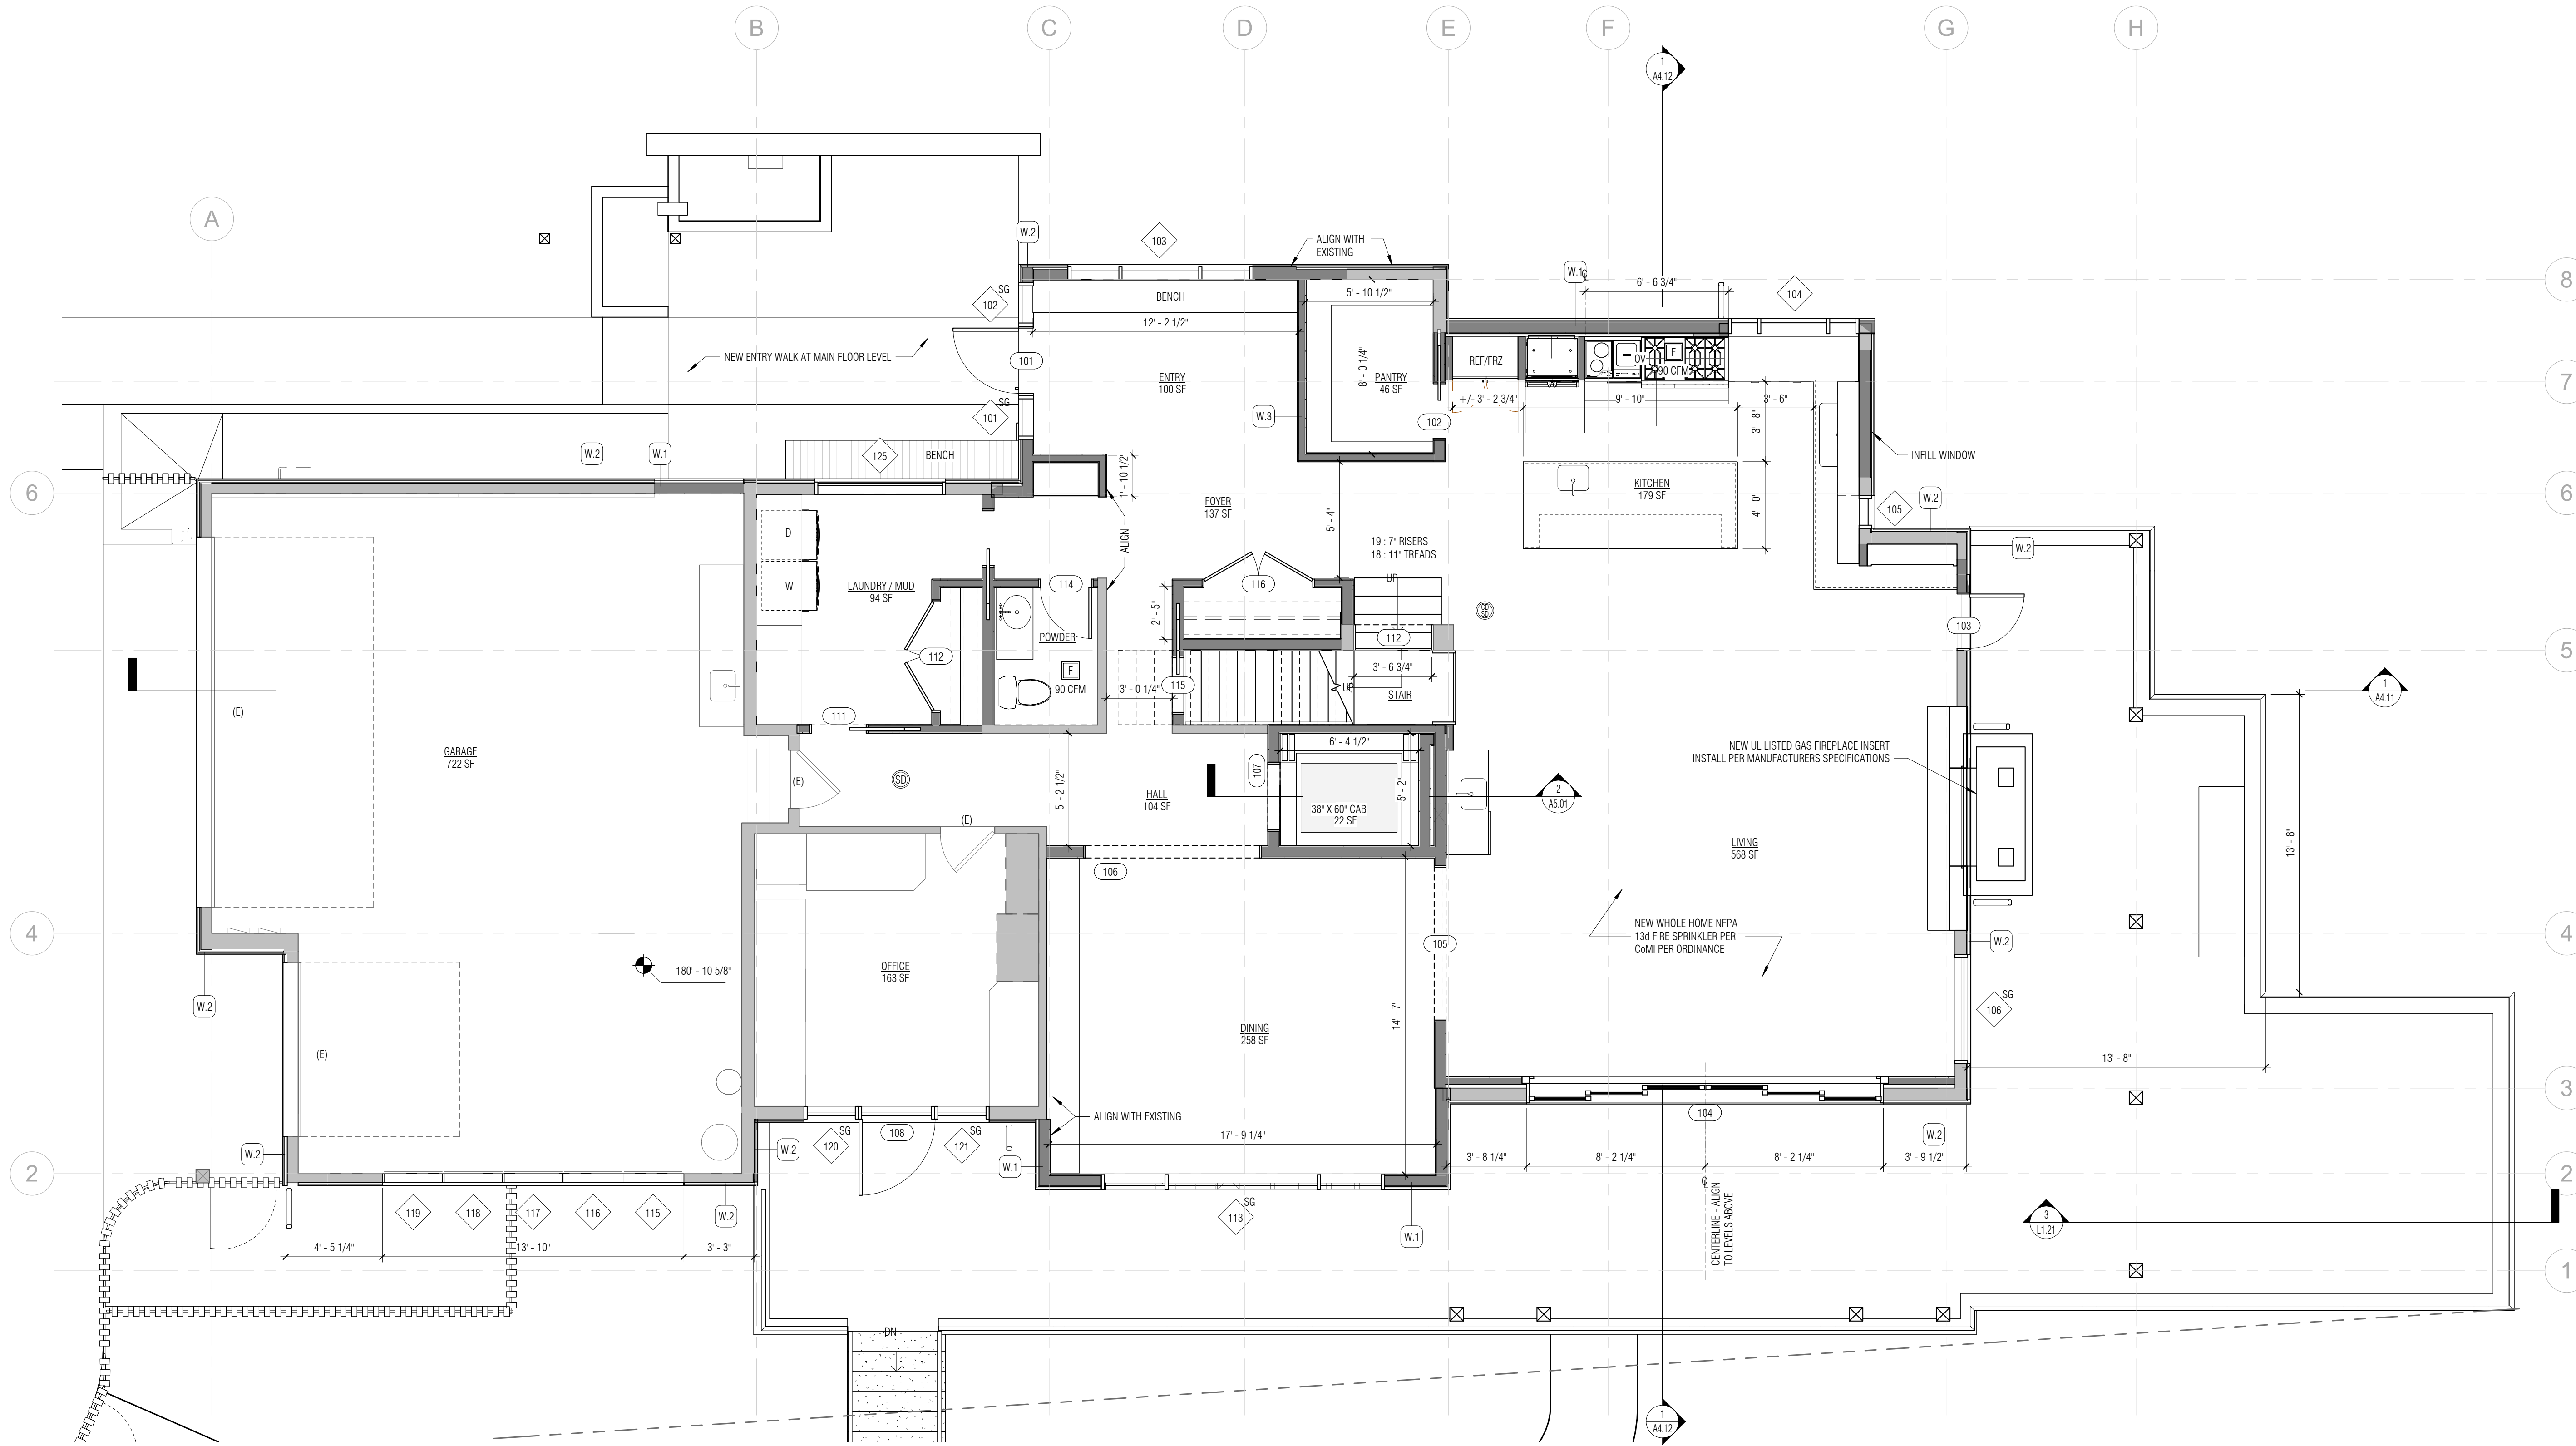 B
C
D
E
F
G
H
1
A4.12
A
103
W.2
ALIGN WITH
EXISTING
8
W.1
6' - 6 3/4"
104
SG
102
BENCH
5' - 10 1/2"
12' - 2 1/2"
NEW ENTRY WALK AT MAIN FLOOR LEVEL
101
ENTRY
100 SF
8' - 0 1/4"
PANTRY
46 SF
REF/FRZ
OV
F
90 CFM
7
SG
101
W.3
102
+/- 3' - 2 3/4"
9' - 10"
3' - 6"
3' - 8"
W.2
W.1
125
BENCH
1' - 10 1/2"
INFILL WINDOW
6
FOYER
137 SF
KITCHEN
179 SF
4' - 0"
105
W.2
6
D
ALIGN
5' - 4"
19 : 7" RISERS
18 : 11" TREADS
W.2
W
LAUNDRY / MUD
94 SF
114
116
UP
2' - 5"
CO
SD
POWDER
112
103
112
F
90 CFM
3' - 0 1/4"
115
UP
3' - 6 3/4"
STAIR
5
1
A4.11
(E)
111
GARAGE
722 SF
(E)
SD
5' - 2 1/2"
6' - 4 1/2"
107
5' - 2"
NEW UL LISTED GAS FIREPLACE INSERT
INSTALL PER MANUFACTURERS SPECIFICATIONS
HALL
104 SF
38" X 60" CAB
22 SF
2
A5.01
(E)
LIVING
568 SF
13' - 8"
106
4
NEW WHOLE HOME NFPA
13d FIRE SPRINKLER PER
CoMI PER ORDINANCE
105
W.2
4
180' - 10 5/8"
OFFICE
163 SF
W.2
SG
106
14' - 7"
DINING
258 SF
(E)
13' - 8"
3
ALIGN WITH EXISTING
104
SG
120
108
SG
121
W.2
W.2
17' - 9 1/4"
W.2
W.1
3' - 8 1/4"
8' - 2 1/4"
8' - 2 1/4"
3' - 9 1/2"
2
2
119
118
117
116
115
W.2
SG
113
W.1
CENTERLINE - ALIGN
TO LEVELS ABOVE
3
L1.21
4' - 5 1/4"
13' - 10"
3' - 3"
1
DN
1
A4.12